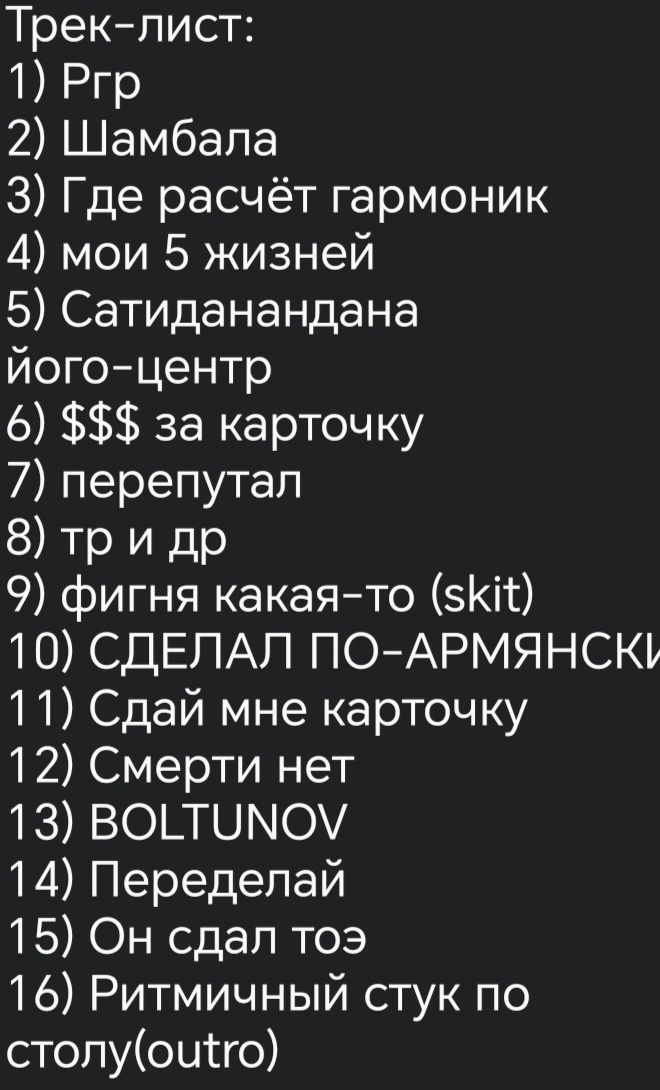 Трек-лист:
1) Ргр
2) Шамбала
3) Где расчёт гармоник
4) мои 5 жизней
5) Сатиданандана
його-центр
6) $$$ за карточку
7) перепутал
8) тр и др
9) фигня какая-то (skit)
10) СДЕЛАЛ ПО-АРМЯНСКИ
11) Сдай мне карточку
12) Смерти нет
13) BOLTUNOV
14) Переделай
15) Он сдал тоэ
16) Ритмичный стук по
столу(outro)